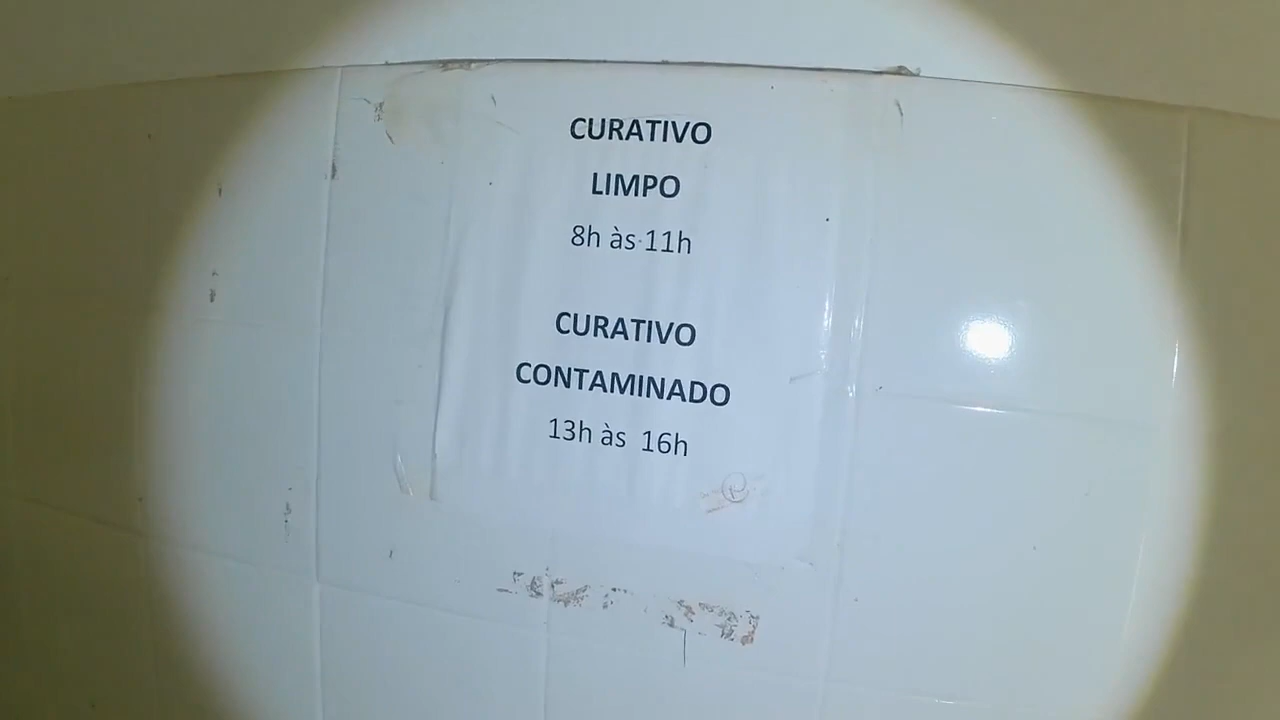 CURATIVO
LIMPO
8h às 11h
CURATIVO
CONTAMINADO
13h às 16h